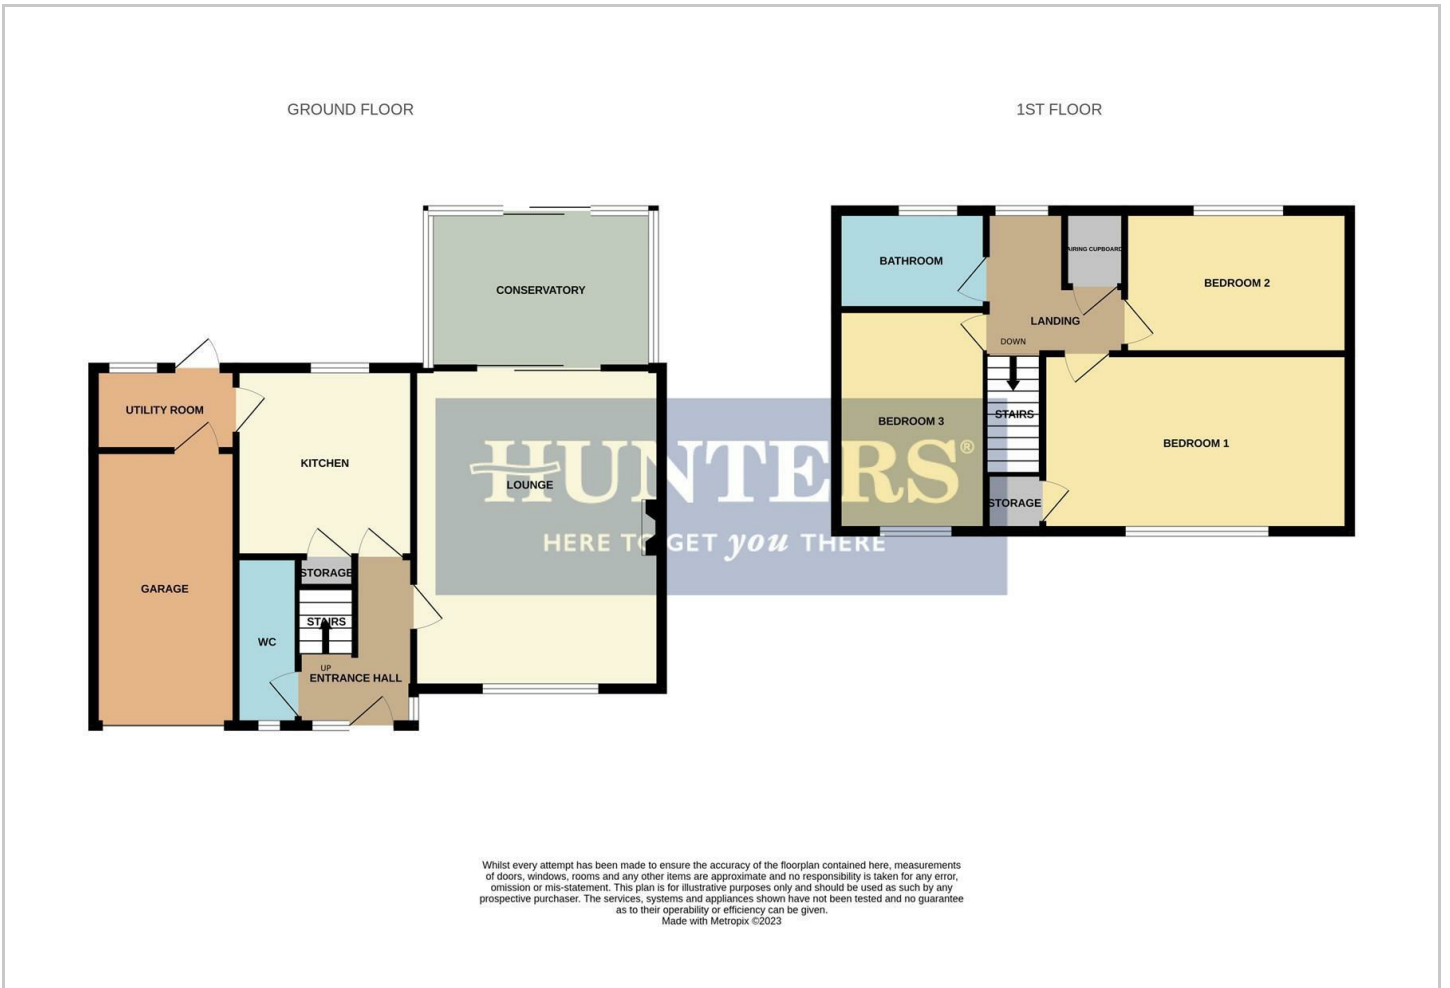 GROUND FLOOR
1ST FLOOR
CONSERVATORY
UTILITY ROOM
KITCHEN
LOUNGE
GARAGE
STORAGE
STAIRS
WC
UP
ENTRANCE HALL
BATHROOM
AIRING CUPBOARD
BEDROOM 2
LANDING
DOWN
STAIRS
BEDROOM 3
BEDROOM 1
STORAGE
HUNTERS®
HERE TO GET you THERE
Whilst every attempt has been made to ensure the accuracy of the floorplan contained here, measurements
of doors, windows, rooms and any other items are approximate and no responsibility is taken for any error,
omission or mis-statement. This plan is for illustrative purposes only and should be used as such by any
prospective purchaser. The services, systems and appliances shown have not been tested and no guarantee
as to their operability or efficiency can be given.
Made with Metropix ©2023